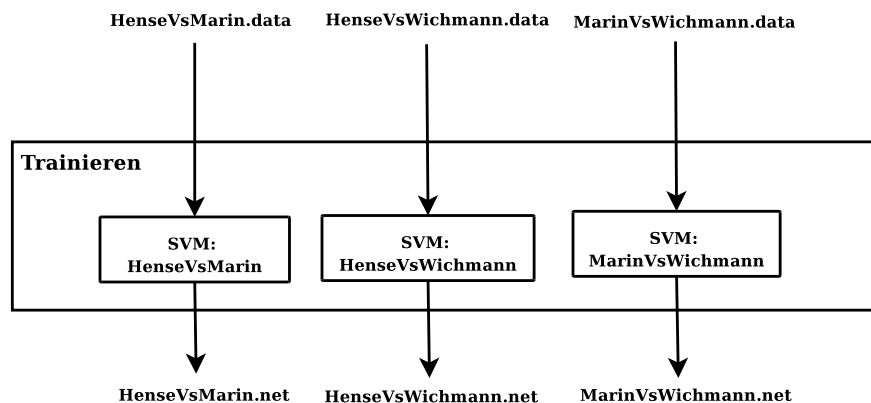 HenseVsMarin.data
HenseVsWichmann.data
MarinVsWichmann.data
Trainieren
SVM:
HenseVsMarin
SVM:
HenseVsWichmann
SVM:
MarinVsWichmann
HenseVsMarin.net
HenseVsWichmann.net
MarinVsWichmann.net